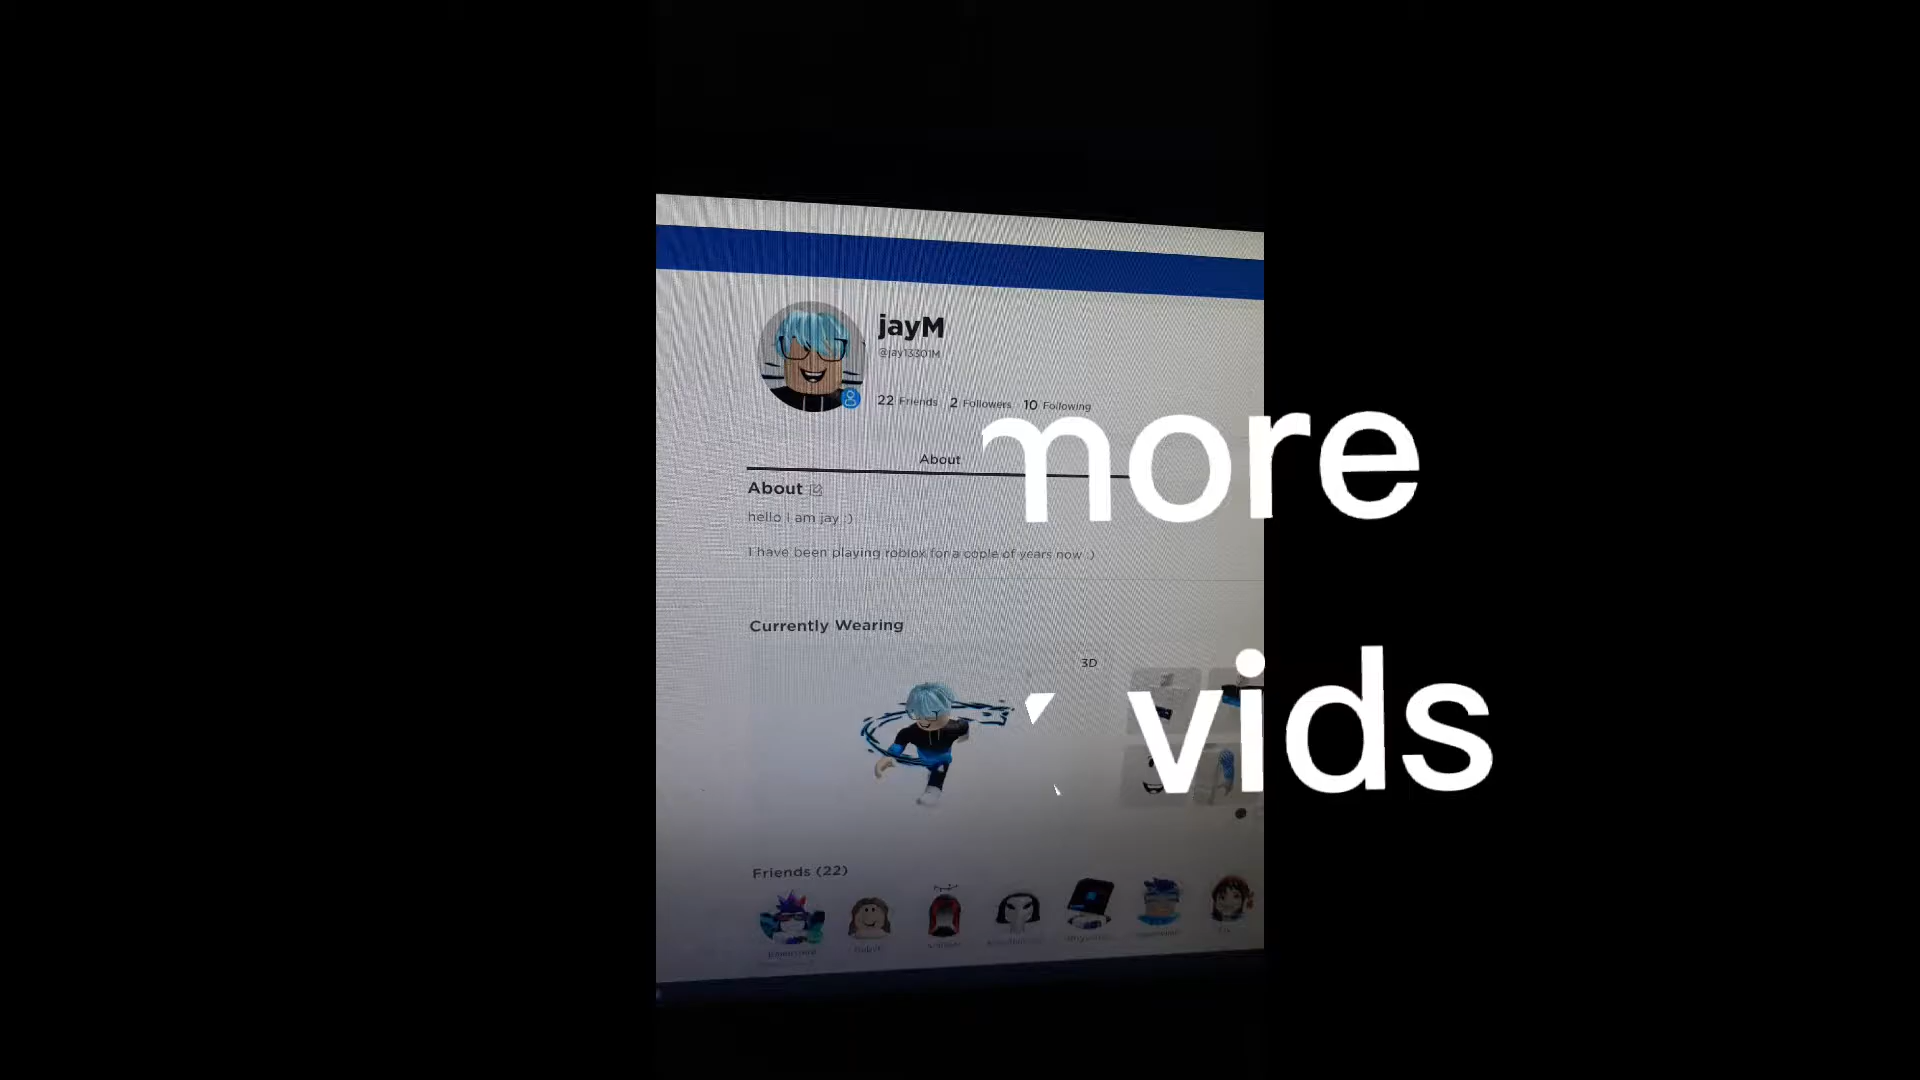 jayM
@jay13301M
22 Friends 2 Followers 10 Following
more
About
About
hello i am jay :)
I have been playing roblox for a cople of years now :)
Currently Wearing
3D
vids
Friends (22)